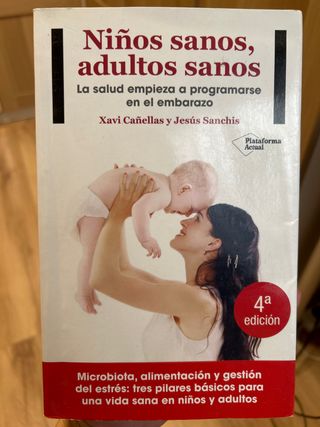 Niños sanos,
adultos sanos
La salud empieza a programarse
en el embarazo
Xavi Cañellas y Jesús Sanchis
Plataforma
Actual
4ª
edición
Microbiota, alimentación y gestión
del estrés: tres pilares básicos para
una vida sana en niños y adultos